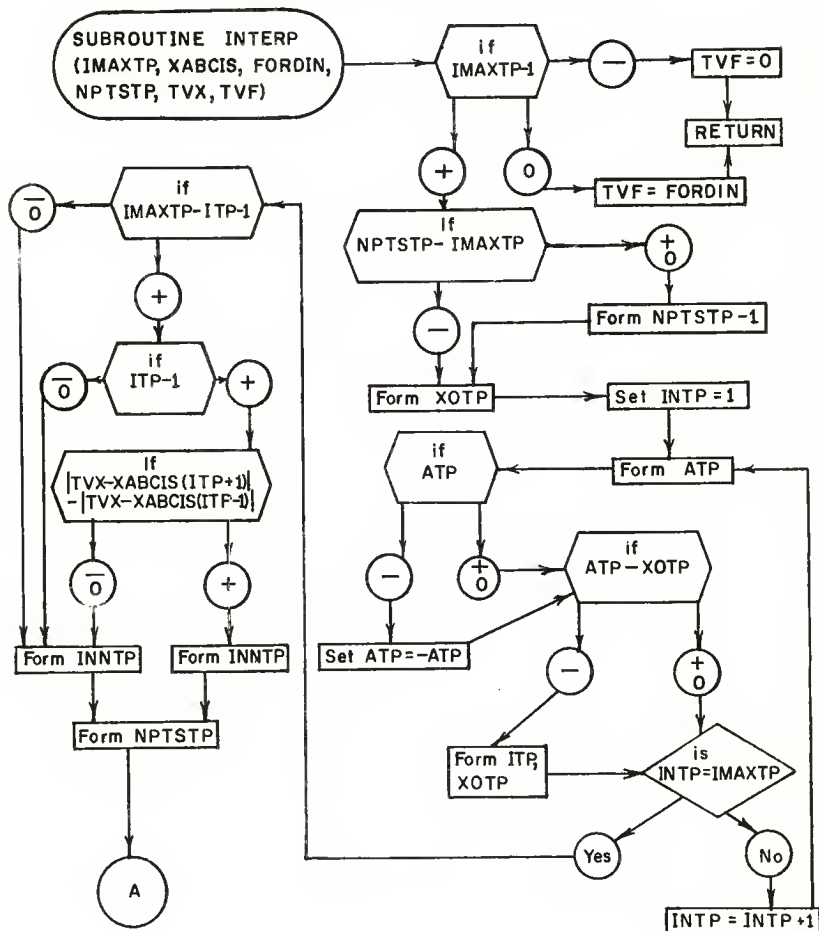 SUBROUTINE INTERP
(IMAXTP, XABCIS, FORDIN,
NPTSTP, TVX, TVF)
if
IMAXTP-1
−
TVF=0
RETURN
+
0
TVF= FORDIN
if
NPTSTP-IMAXTP
+
0
−
Form NPTSTP-1
Form XOTP
Set INTP=1
Form ATP
if
ATP
−
+
0
Set ATP=-ATP
if
ATP-XOTP
−
+
0
Form ITP,
XOTP
is
INTP=IMAXTP
Yes
No
INTP=INTP+1
if
IMAXTP-ITP-1
−
0
+
if
ITP-1
−
0
+
If
|TVX-XABCIS(ITP+1)|
-|TVX-XABCIS(ITP-1)|
−
0
+
Form INNTP
Form INNTP
Form NPTSTP
A